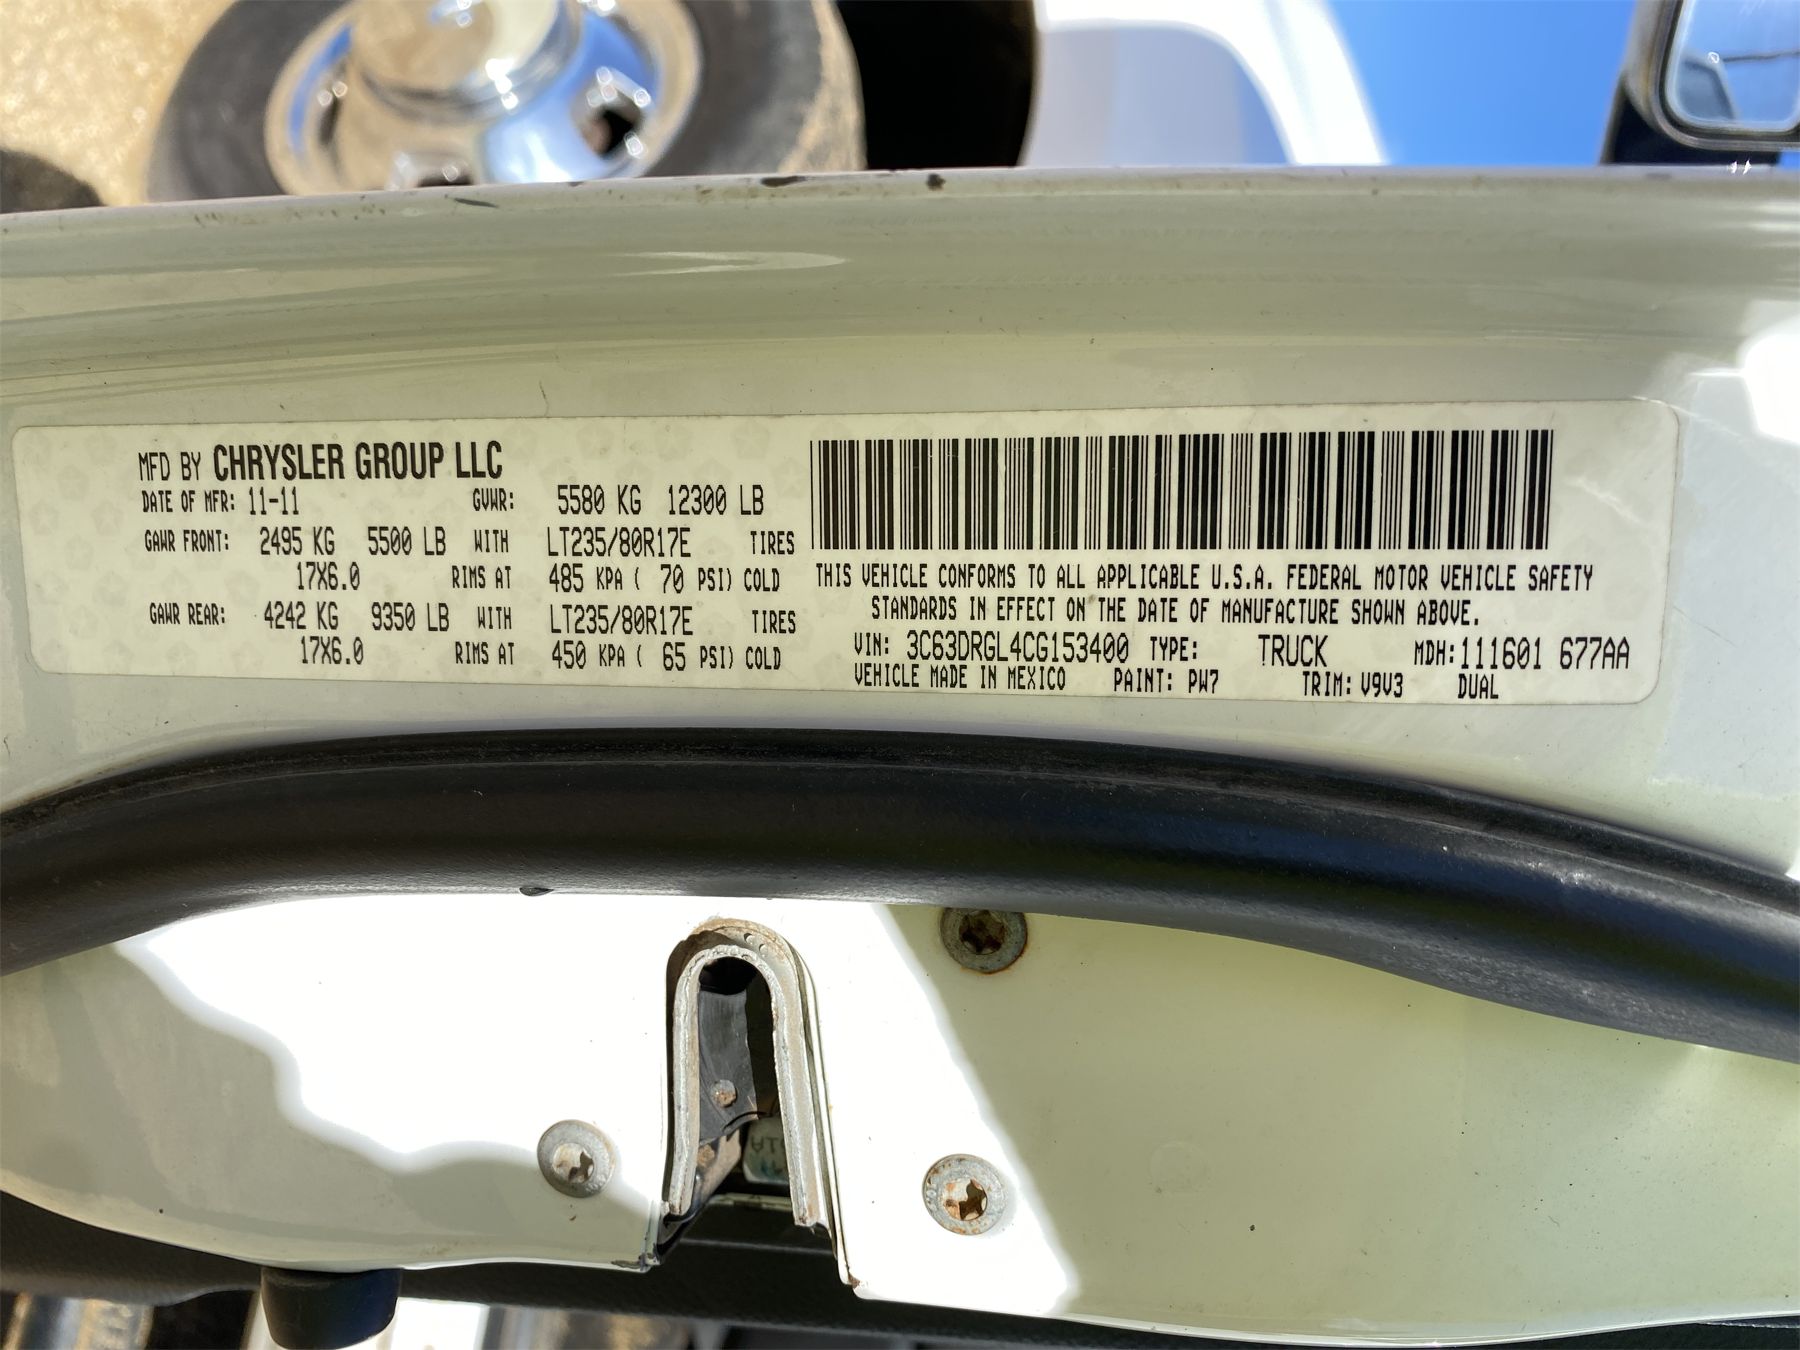 MFD BY CHRYSLER GROUP LLC
DATE OF MFR: 11-11 GVWR: 5580 KG 12300 LB
GAWR FRONT: 2495 KG 5500 LB WITH LT235/80R17E TIRES
17X6.0 RIMS AT 485 KPA ( 70 PSI) COLD
GAWR REAR: 4242 KG 9350 LB WITH LT235/80R17E TIRES
17X6.0 RIMS AT 450 KPA ( 65 PSI) COLD
THIS VEHICLE CONFORMS TO ALL APPLICABLE U.S.A. FEDERAL MOTOR VEHICLE SAFETY
STANDARDS IN EFFECT ON THE DATE OF MANUFACTURE SHOWN ABOVE.
VIN: 3C63DRGL4CG153400 TYPE: TRUCK MDH:111601 677AA
VEHICLE MADE IN MEXICO PAINT: PW7 TRIM: V9V3 DUAL